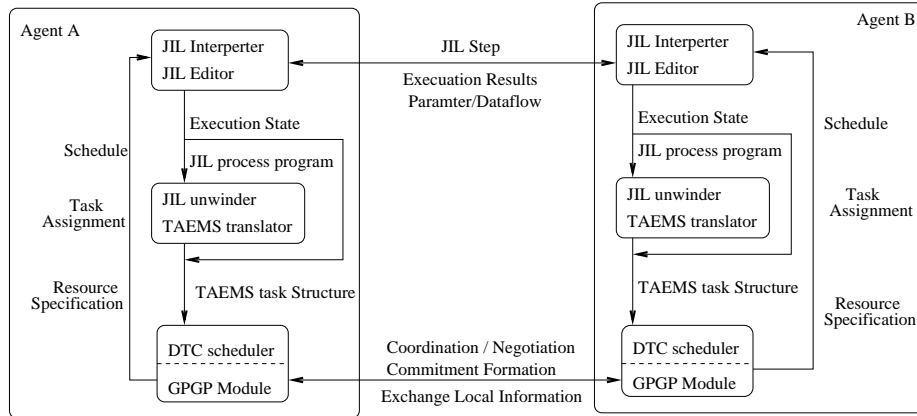 Agent A
JIL Interperter
JIL Editor
Execution State
JIL process program
Schedule
JIL unwinder
TAEMS translator
Task
Assignment
TAEMS task Structure
Resource
Specification
DTC scheduler
GPGP Module
JIL Step
Execuation Results
Paramter/Dataflow
Coordination / Negotiation
Commitment Formation
Exchange Local Information
Agent B
JIL Interperter
JIL Editor
Execution State
JIL process program
Schedule
JIL unwinder
TAEMS translator
Task
Assignment
TAEMS task Structure
Resource
Specification
DTC scheduler
GPGP Module